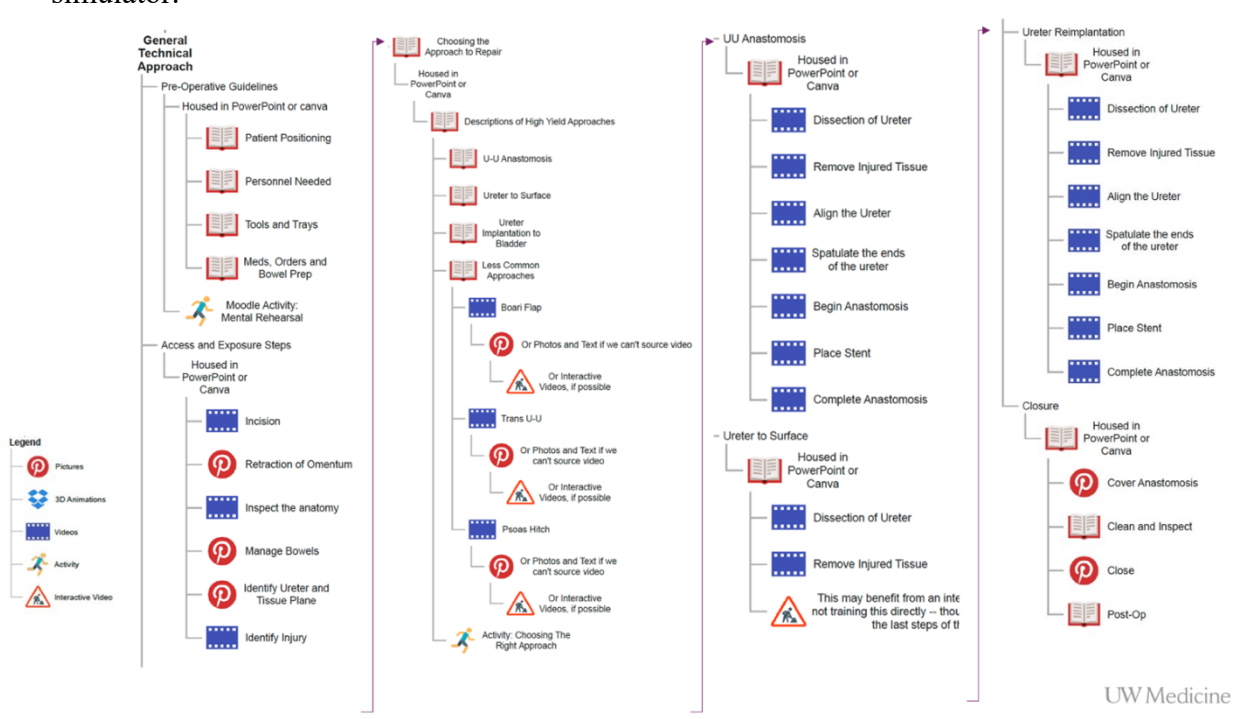 simulator.
General
Technical
Approach
Pre-Operative Guidelines
Housed in PowerPoint or canva
Patient Positioning
Personnel Needed
Tools and Trays
Meds, Orders and
Bowel Prep
Moodle Activity:
Mental Rehearsal
Access and Exposure Steps
Housed in
PowerPoint or
Canva
Incision
Retraction of Omentum
Inspect the anatomy
Manage Bowels
Identify Ureter and
Tissue Plane
Identify Injury
Legend
Pictures
3D Animations
Videos
Activity
Interactive Video
Choosing the
Approach to Repair
Housed in
PowerPoint or
Canva
Descriptions of High Yield Approaches
U-U Anastomosis
Ureter to Surface
Ureter
Implantation to
Bladder
Less Common
Approaches
Boari Flap
Or Photos and Text if we can't source video
Or Interactive
Videos, if possible
Trans U-U
Or Photos and Text if we
can't source video
Or Interactive
Videos, if possible
Psoas Hitch
Or Photos and Text if we
can't source video
Or Interactive
Videos, if possible
Activity: Choosing The
Right Approach
UU Anastomosis
Housed in
PowerPoint or
Canva
Dissection of Ureter
Remove Injured Tissue
Align the Ureter
Spatulate the ends
of the ureter
Begin Anastomosis
Place Stent
Complete Anastomosis
Ureter to Surface
Housed in
PowerPoint or
Canva
Dissection of Ureter
Remove Injured Tissue
This may benefit from an inte
not training this directly -- thou
the last steps of th
Ureter Reimplantation
Housed in
PowerPoint or
Canva
Dissection of Ureter
Remove Injured Tissue
Align the Ureter
Spatulate the ends
of the ureter
Begin Anastomosis
Place Stent
Complete Anastomosis
Closure
Housed in
PowerPoint or
Canva
Cover Anastomosis
Clean and Inspect
Close
Post-Op
UW Medicine